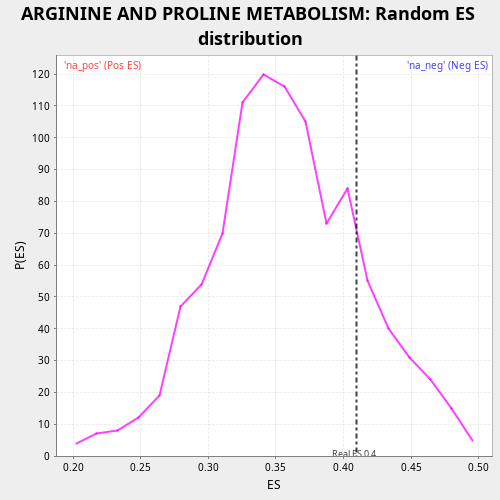 ARGININE AND PROLINE METABOLISM: Random ES
distribution
'na_pos' (Pos ES)
'na_neg' (Neg ES)
120
110
100
90
80
70
60
50
40
30
20
10
0
P(ES)
Real ES 0.4
0.20
0.25
0.30
0.35
0.40
0.45
0.50
ES